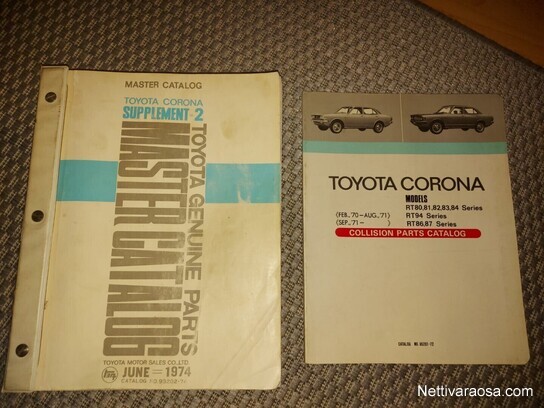 MASTER CATALOG
TOYOTA CORONA
SUPPLEMENT-2
TOYOTA GENUINE PARTS
MASTER CATALOG
TOYOTA MOTOR SALES CO., LTD.
JUNE 1974
TOYOTA CORONA
MODELS
RT80,81,82,83,84 Series
(FEB.,'70-AUG.,'71) RT94 Series
(SEP.,'71- ) RT86,87 Series
COLLISION PARTS CATALOG
Nettivaraosa.com